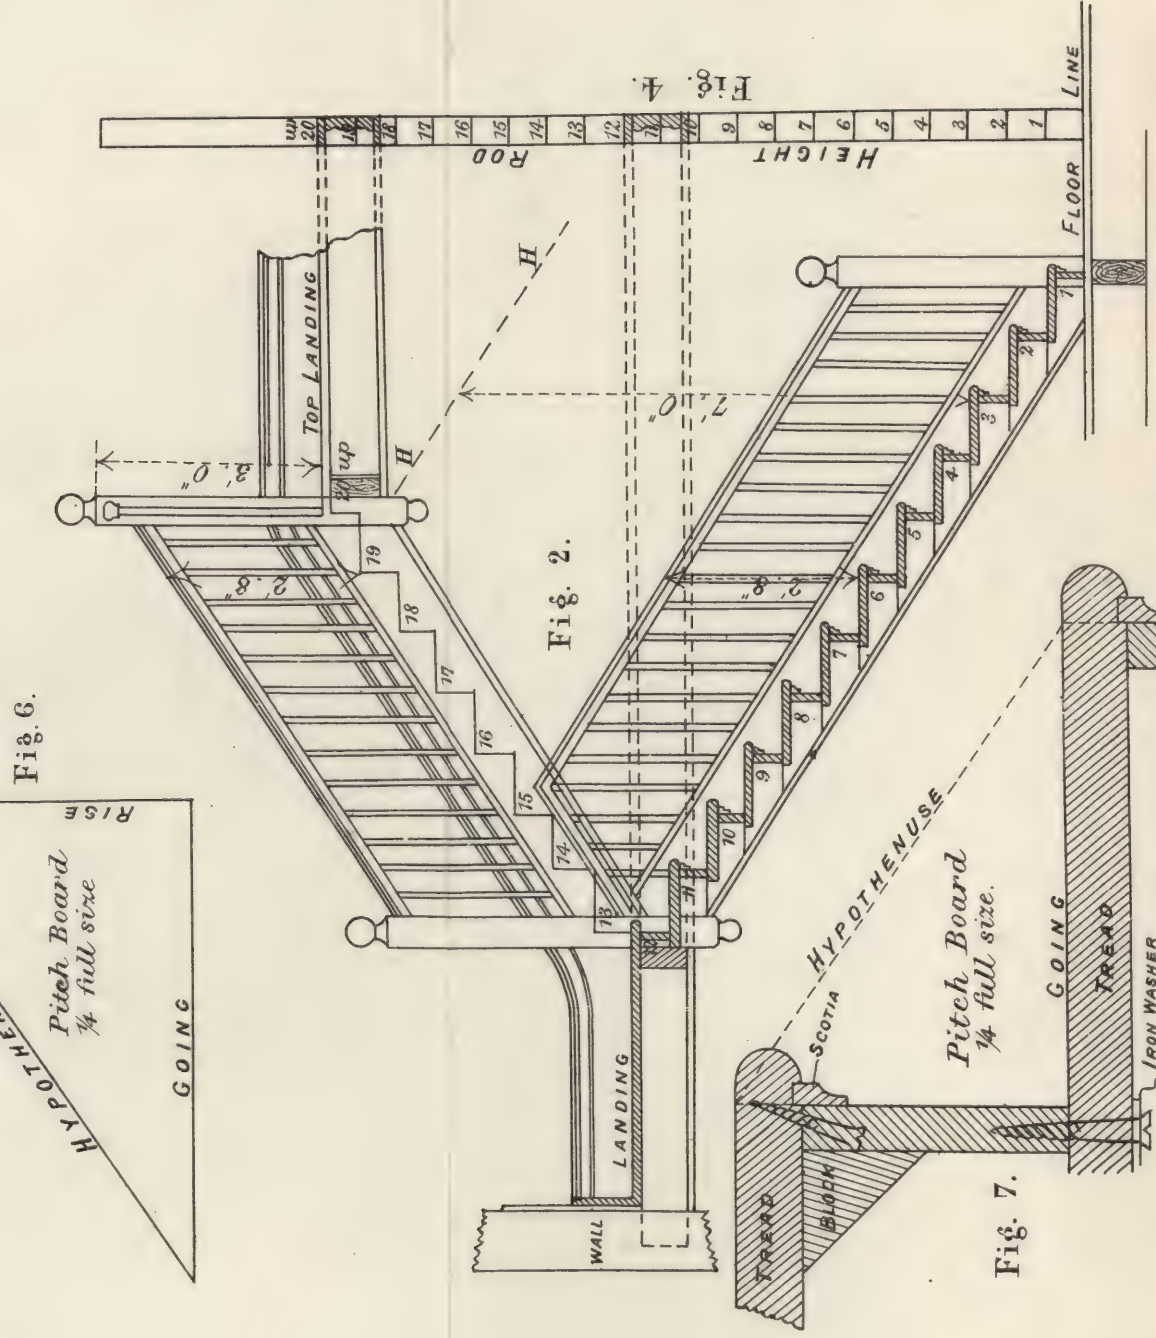 Fig. 6.
HYPOTHE
RISE
Pitch Board
¼ full size
GOING
Fig. 4.
up
20
19
18
17
16
15
14
13
12
11
10
9
8
7
6
5
4
3
2
1
HEIGHT ROD
FLOOR LINE
Fig. 2.
TOP LANDING
3'. 0"
20 up
H
H
7'. 0"
2'. 8"
19
18
17
16
15
14
13
2'. 8"
12
11
10
9
8
7
6
5
4
3
2
1
LANDING
WALL
Fig. 7.
HYPOTHENUSE
Pitch Board
¼ full size.
GOING
TREAD
SCOTIA
TREAD
BLOCK
IRON WASHER